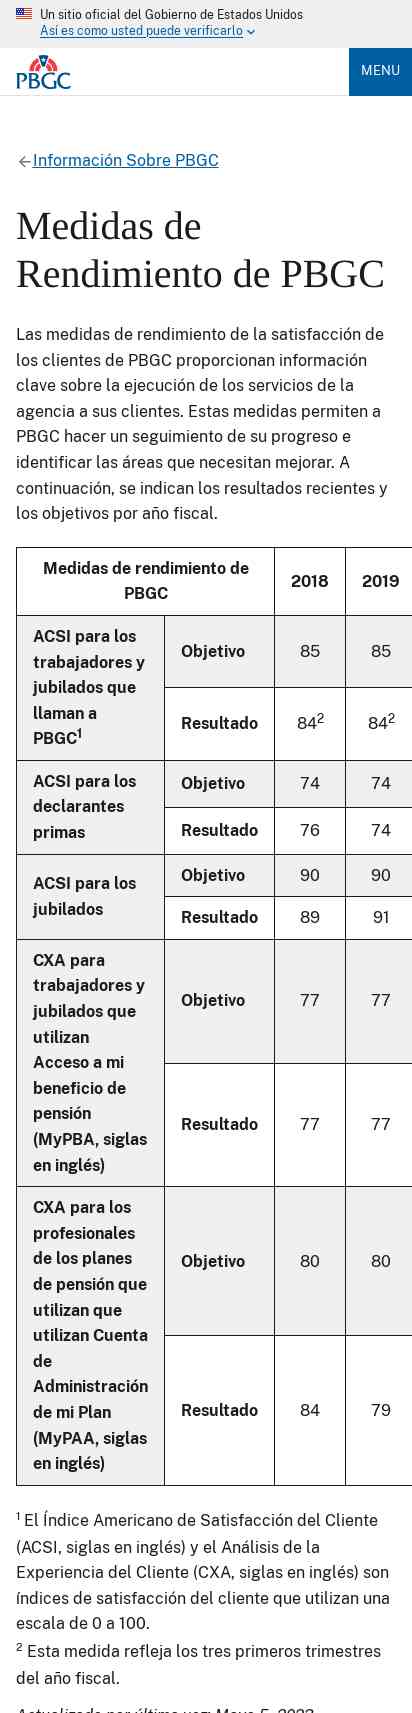 Un sitio oficial del Gobierno de Estados Unidos
Así es como usted puede verificarlo
PBGC
MENU
Información Sobre PBGC
Medidas de
Rendimiento de PBGC
Las medidas de rendimiento de la satisfacción de
los clientes de PBGC proporcionan información
clave sobre la ejecución de los servicios de la
agencia a sus clientes. Estas medidas permiten a
PBGC hacer un seguimiento de su progreso e
identificar las áreas que necesitan mejorar. A
continuación, se indican los resultados recientes y
los objetivos por año fiscal.
Medidas de rendimiento de
PBGC
2018
2019
ACSI para los
trabajadores y
jubilados que
llaman a
PBGC¹
Objetivo
85
85
Resultado
84²
84²
ACSI para los
declarantes
primas
Objetivo
74
74
Resultado
76
74
ACSI para los
jubilados
Objetivo
90
90
Resultado
89
91
CXA para
trabajadores y
jubilados que
utilizan
Acceso a mi
beneficio de
pensión
(MyPBA, siglas
en inglés)
Objetivo
77
77
Resultado
77
77
CXA para los
profesionales
de los planes
de pensión que
utilizan que
utilizan Cuenta
de
Administración
de mi Plan
(MyPAA, siglas
en inglés)
Objetivo
80
80
Resultado
84
79
¹ El Índice Americano de Satisfacción del Cliente
(ACSI, siglas en inglés) y el Análisis de la
Experiencia del Cliente (CXA, siglas en inglés) son
índices de satisfacción del cliente que utilizan una
escala de 0 a 100.
² Esta medida refleja los tres primeros trimestres
del año fiscal.